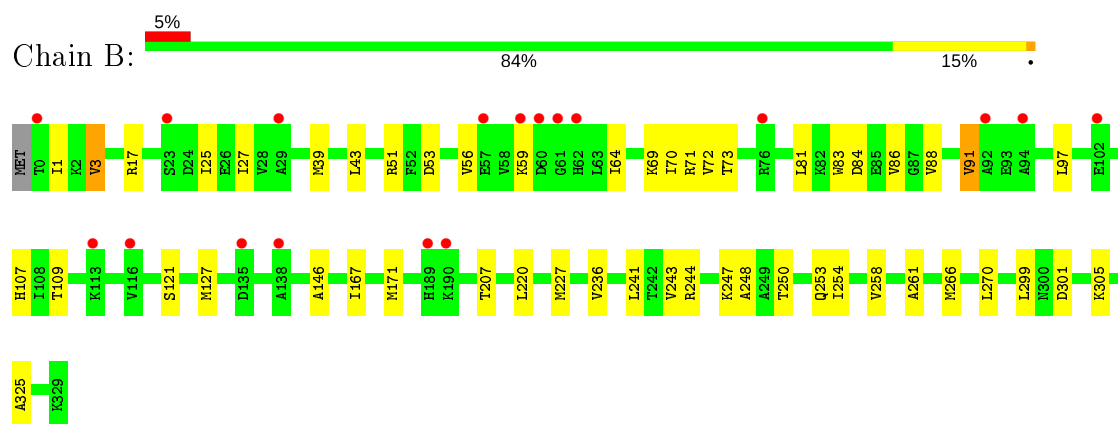 5%
Chain B:
84% 15% •
MET T0 I1 K2 V3 R17 S23 D24 I25 E26 I27 V28 A29 M39 L43 R51 F52 D53 V56 E57 V58 K59 D60 G61 H62 L63 I64 K69 I70 R71 V72 T73 R76 L81 K82 W83 D84 E85 V86 G87 V88 V91 A92 E93 A94 L97 E102
H107 I108 T109 K113 V116 S121 M127 D135 A138 A146 I167 M171 H189 K190 T207 L220 M227 V236 L241 T242 V243 R244 K247 A248 A249 T250 Q253 I254 V258 A261 M266 L270 L299 N300 D301 K305
A325 K329